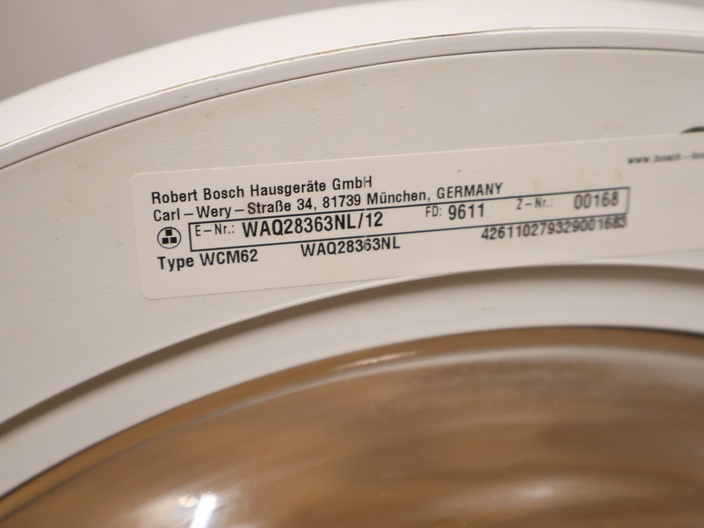 www.bosch-
Robert Bosch Hausgeräte GmbH
Carl-Wery-Straße 34, 81739 München, GERMANY
E-Nr.: WAQ28363NL/12 FD: 9611 Z-Nr.: 00168
Type WCM62 WAQ28363NL 426110279329001683